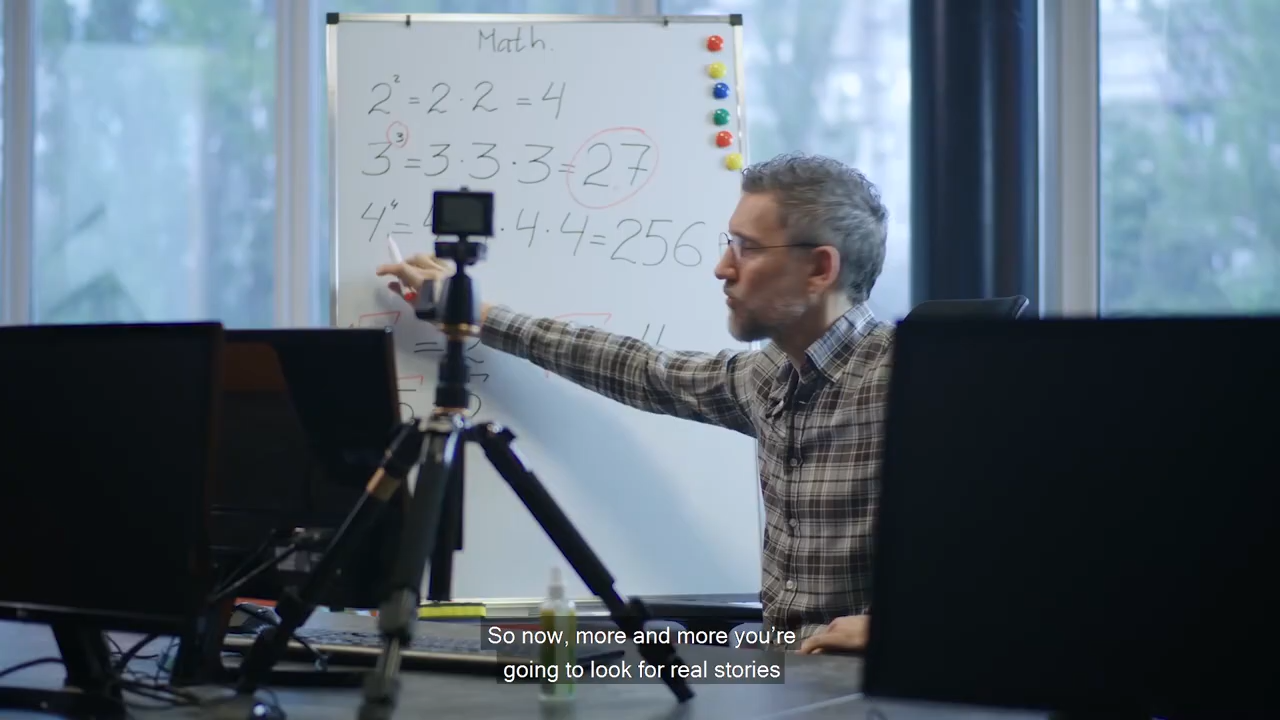 Math.
2² = 2 · 2 = 4
3³ = 3 · 3 · 3 = 27
4⁴ = 4 · 4 · 4 = 256
So now, more and more you're
going to look for real stories